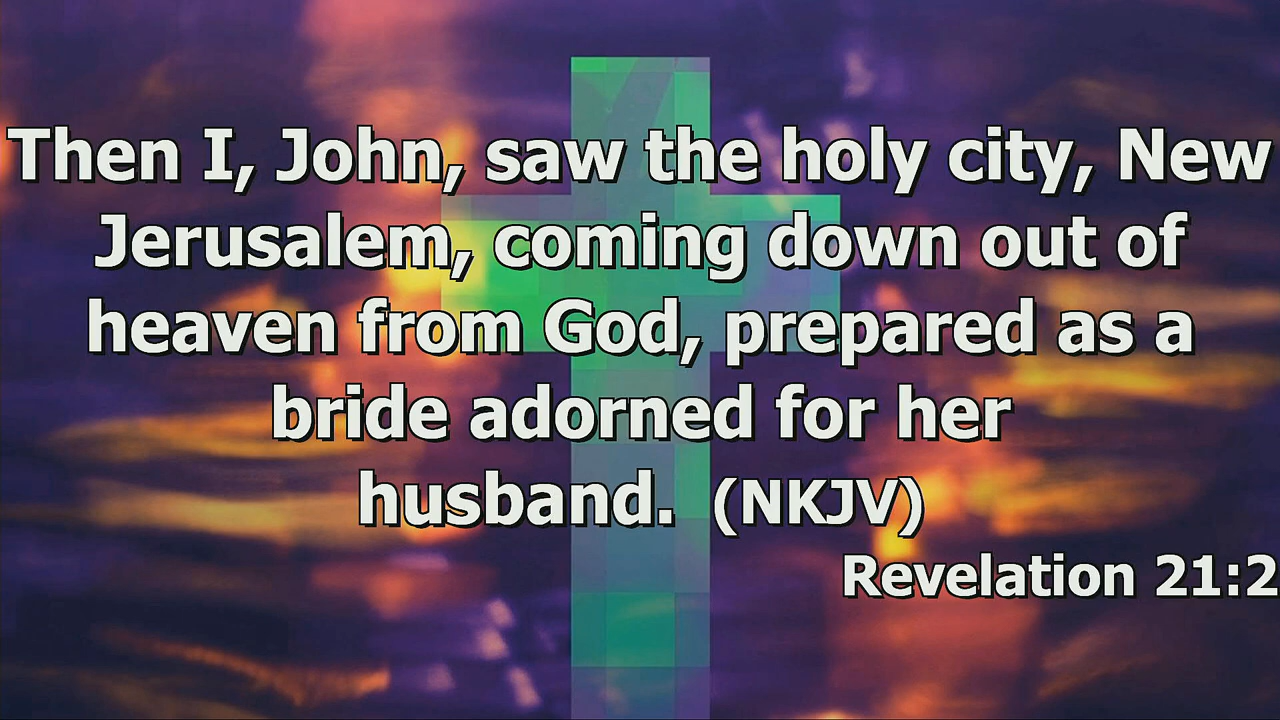 Then I, John, saw the holy city, New
Jerusalem, coming down out of
heaven from God, prepared as a
bride adorned for her
husband. (NKJV)
Revelation 21:2